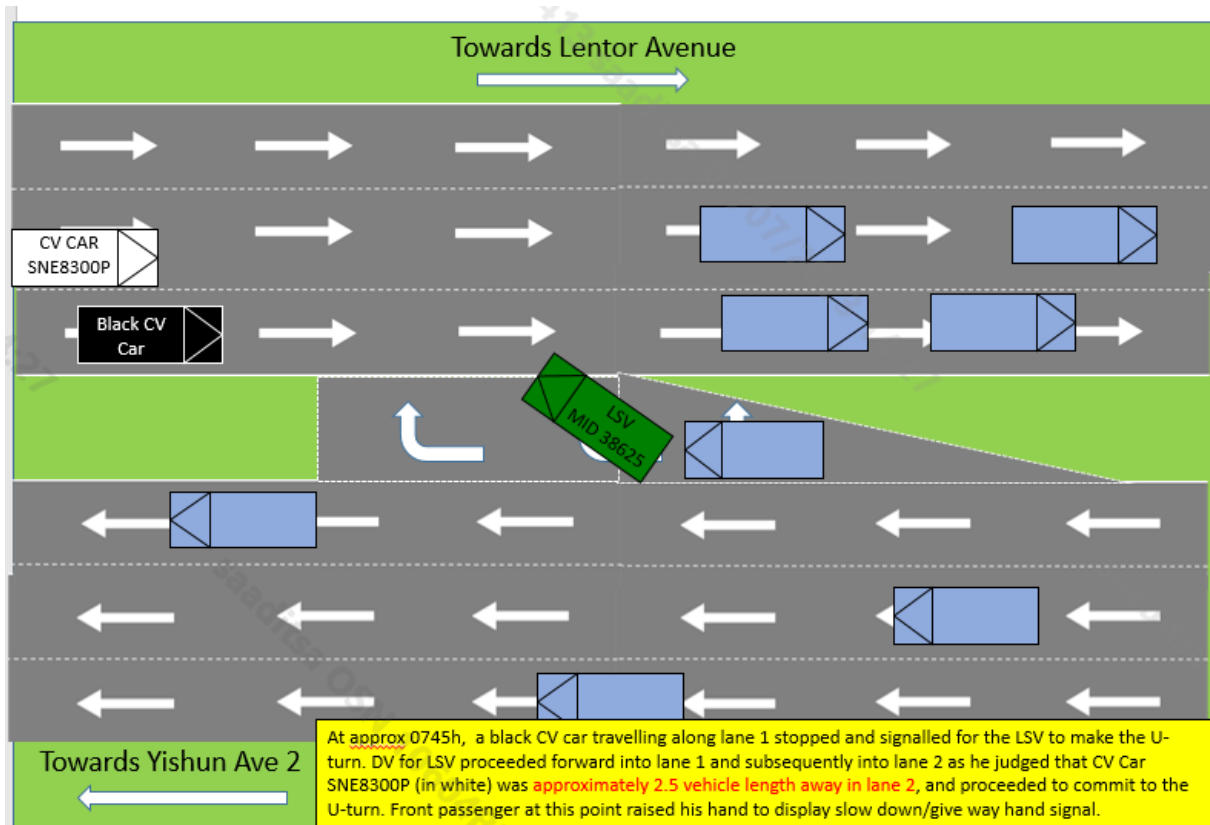 Towards Lentor Avenue
CV CAR
SNE8300P
Black CV
Car
LSV
MID 38625
Towards Yishun Ave 2
At approx 0745h, a black CV car travelling along lane 1 stopped and signalled for the LSV to make the U-
turn. DV for LSV proceeded forward into lane 1 and subsequently into lane 2 as he judged that CV Car
SNE8300P (in white) was approximately 2.5 vehicle length away in lane 2, and proceeded to commit to the
U-turn. Front passenger at this point raised his hand to display slow down/give way hand signal.